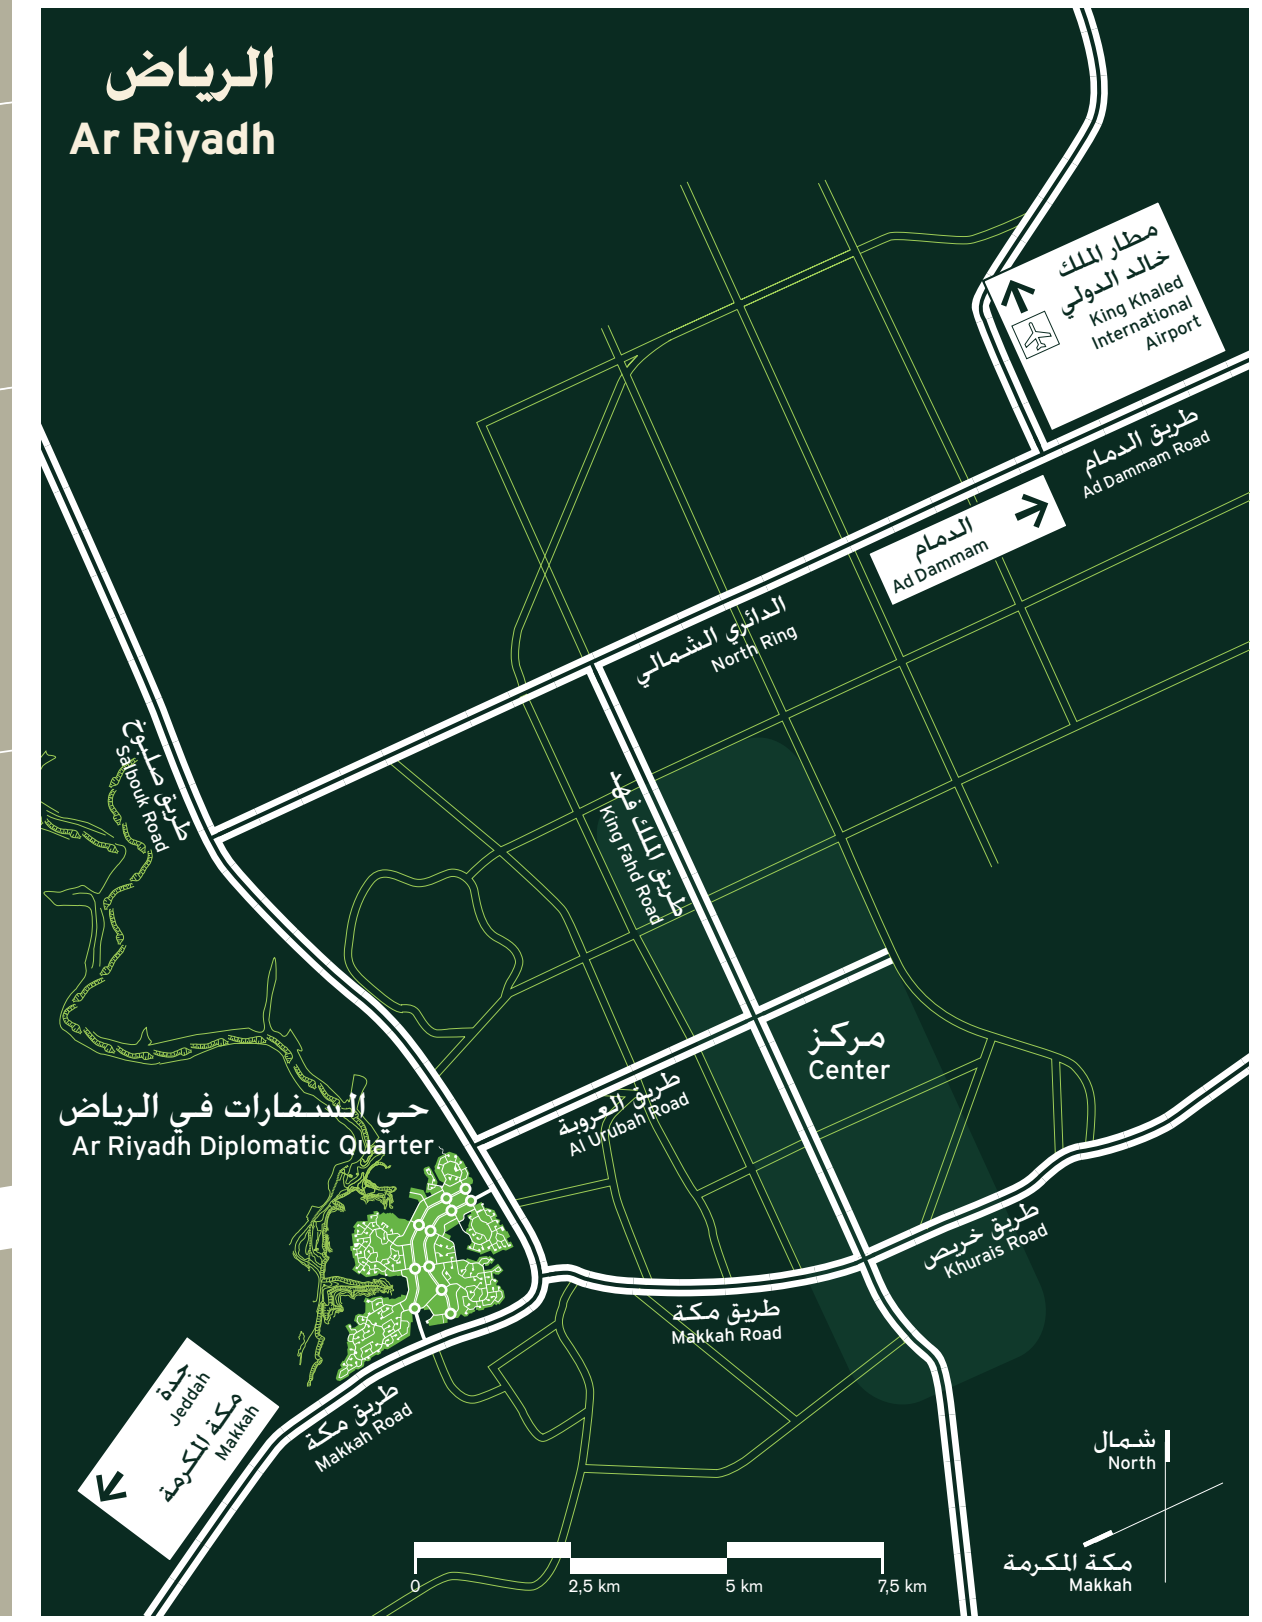 الرياض
Ar Riyadh
مطار الملك
خالد الدولي
King Khaled
International
Airport
طريق الدمام
Ad Dammam Road
الدمام
Ad Dammam
الدائري الشمالي
North Ring
طريق صلبوخ
Salbouk Road
طريق الملك فهد
King Fahd Road
مركز
Center
طريق العروبة
Al Urubah Road
حي السفارات في الرياض
Ar Riyadh Diplomatic Quarter
طريق خريص
Khurais Road
طريق مكة
Makkah Road
جدة
Jeddah
مكة المكرمة
Makkah
طريق مكة
Makkah Road
شمال
North
مكة المكرمة
Makkah
0 2,5 km 5 km 7,5 km